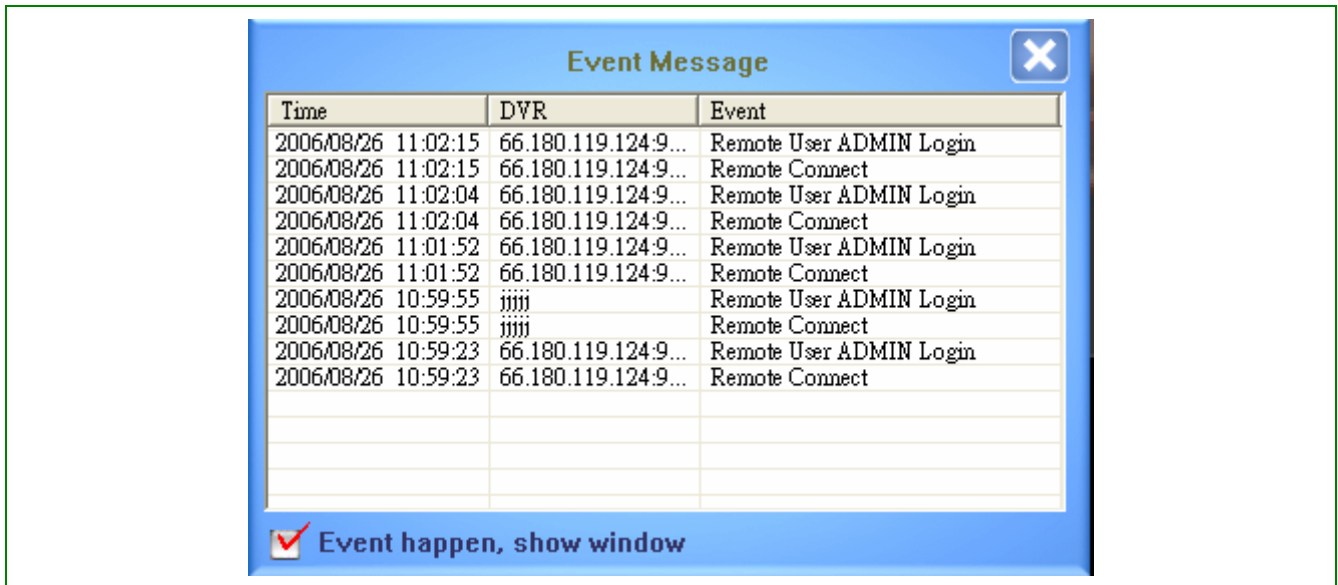 Event Message
Time DVR Event
2006/08/26 11:02:15 66.180.119.124:9... Remote User ADMIN Login
2006/08/26 11:02:15 66.180.119.124:9... Remote Connect
2006/08/26 11:02:04 66.180.119.124:9... Remote User ADMIN Login
2006/08/26 11:02:04 66.180.119.124:9... Remote Connect
2006/08/26 11:01:52 66.180.119.124:9... Remote User ADMIN Login
2006/08/26 11:01:52 66.180.119.124:9... Remote Connect
2006/08/26 10:59:55 jjjjj Remote User ADMIN Login
2006/08/26 10:59:55 jjjjj Remote Connect
2006/08/26 10:59:23 66.180.119.124:9... Remote User ADMIN Login
2006/08/26 10:59:23 66.180.119.124:9... Remote Connect
Event happen, show window